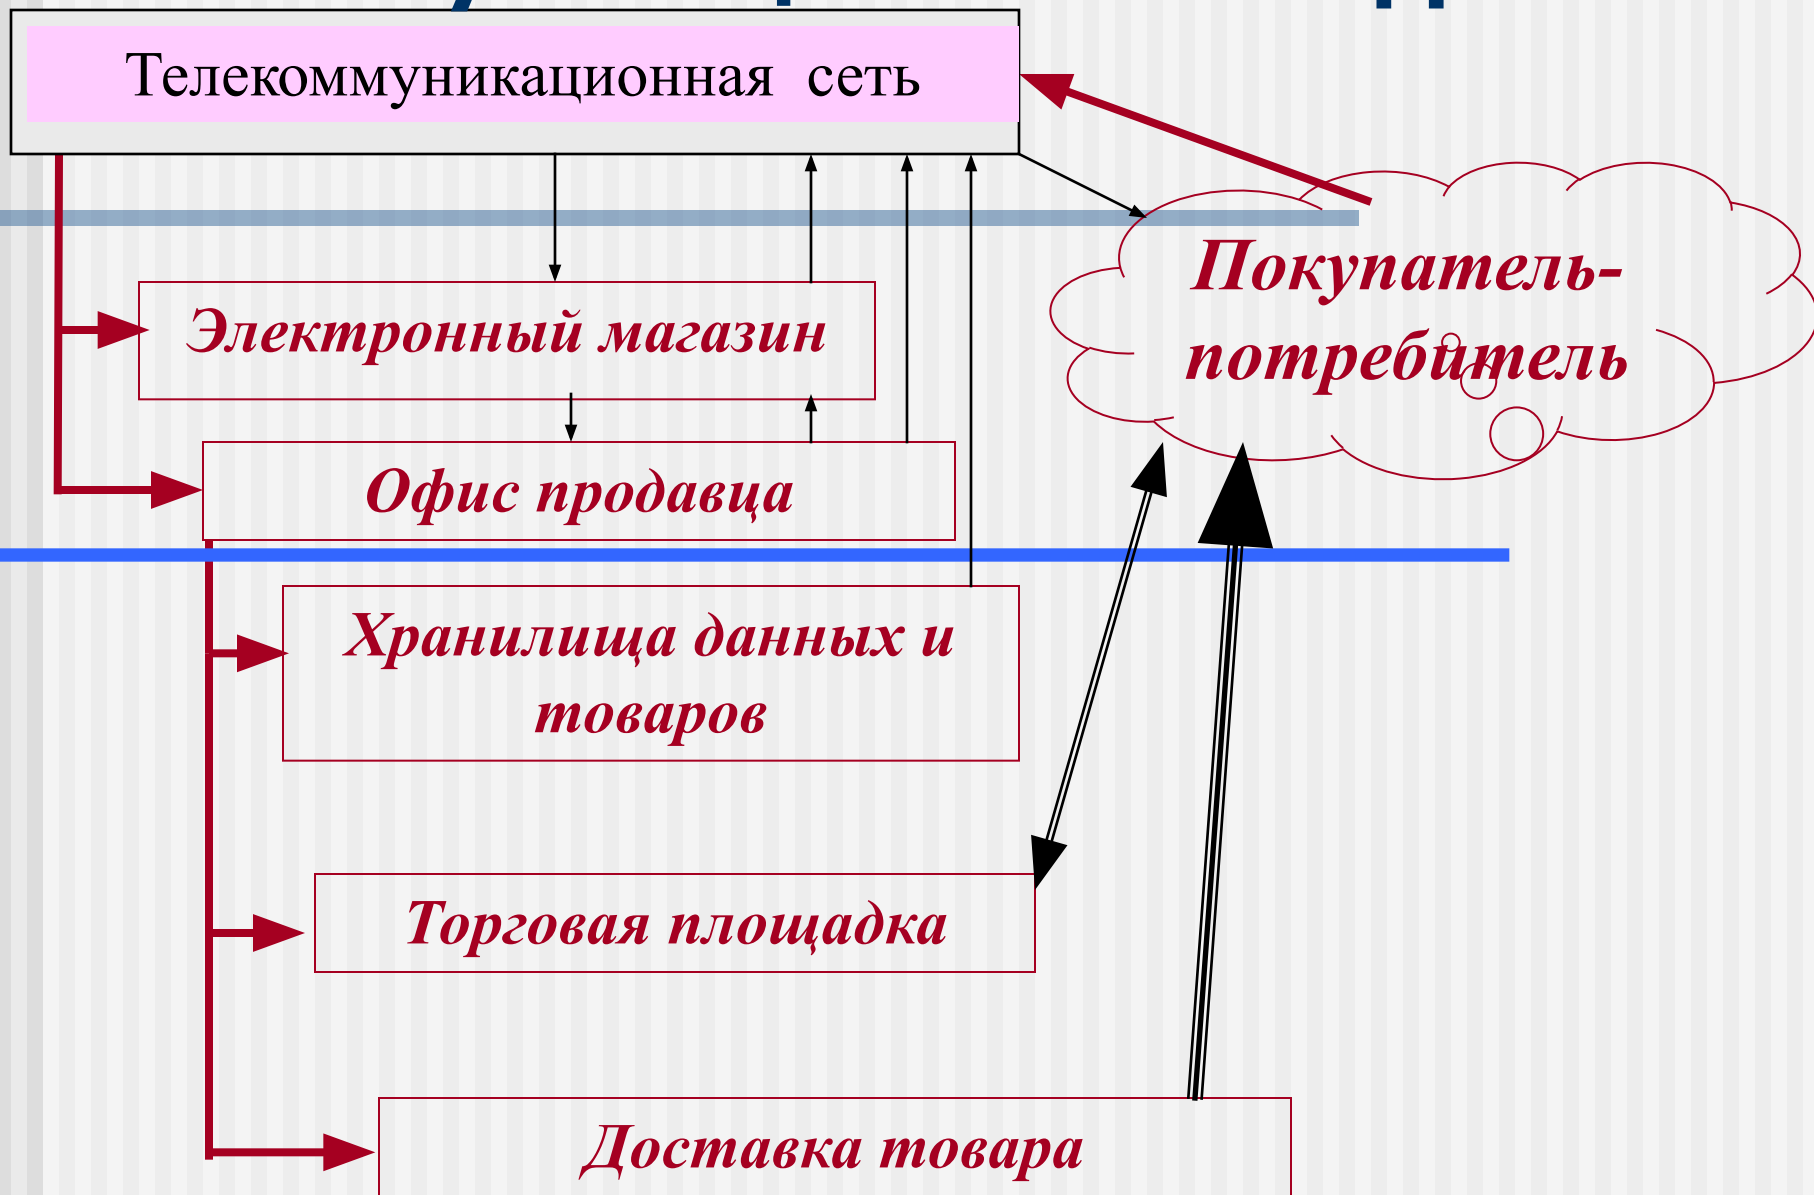 Телекоммуникационная сеть
Покупатель-
потребитель
Электронный магазин
Офис продавца
Хранилища данных и
товаров
Торговая площадка
Доставка товара